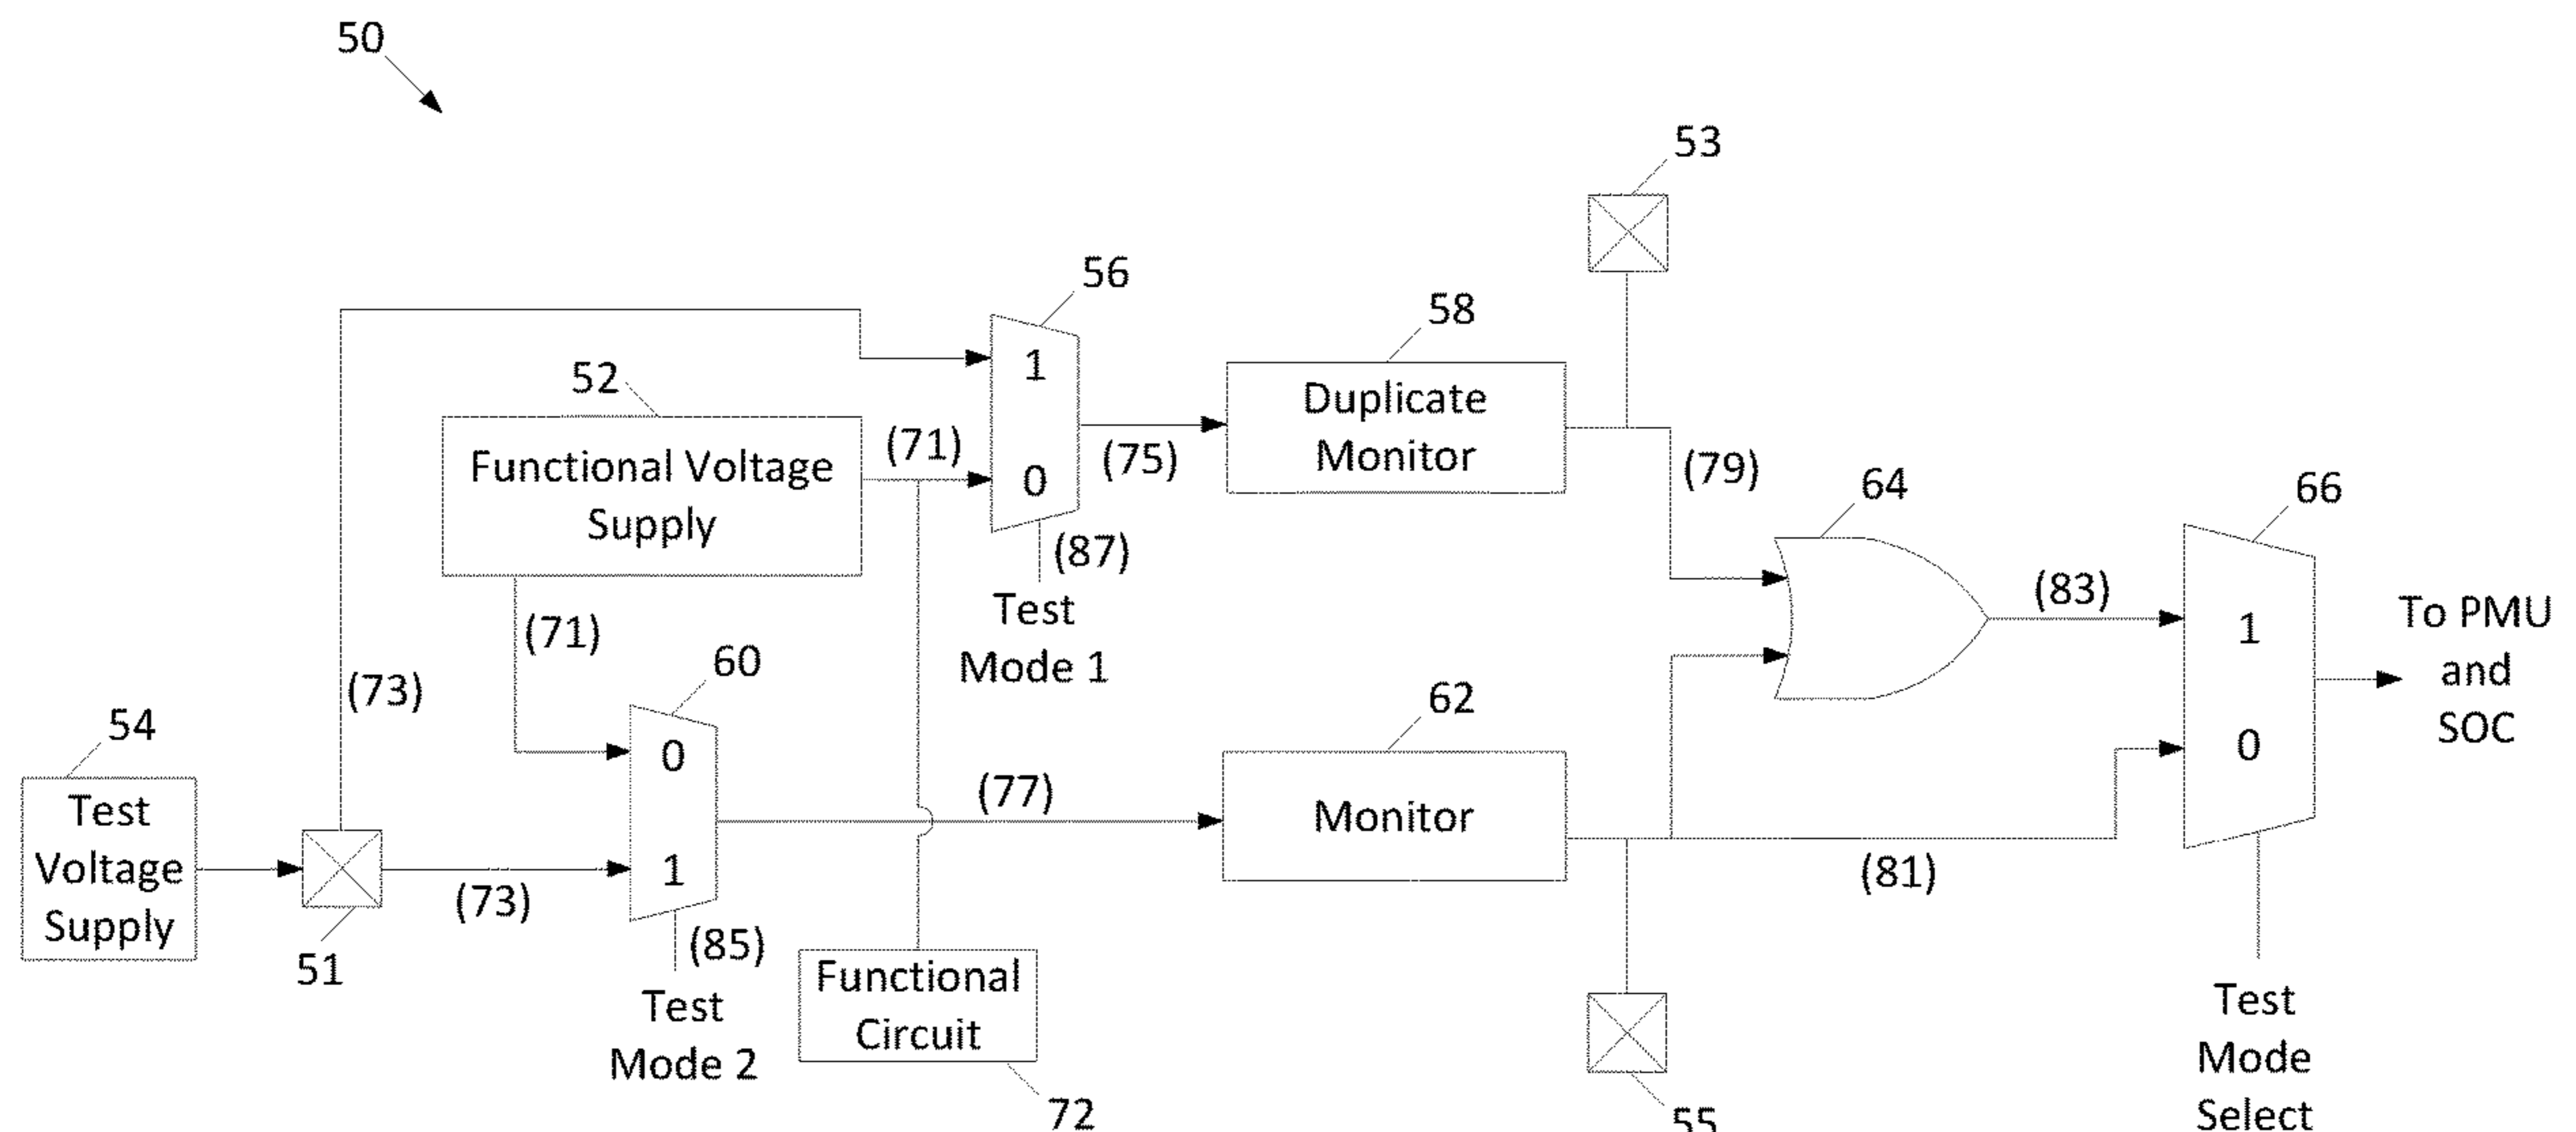 50
53
56
58
52
1
Duplicate
Monitor
(71)
Functional Voltage
Supply
(75)
(79)
0
64
66
(87)
(83)
Test
Mode 1
(71)
To PMU
and
SOC
1
60
(73)
62
54
0
0
(77)
Test
Voltage
Supply
Monitor
1
(81)
(73)
(85)
51
Functional
Circuit
Test
Mode 2
Test
Mode
Select
72
55